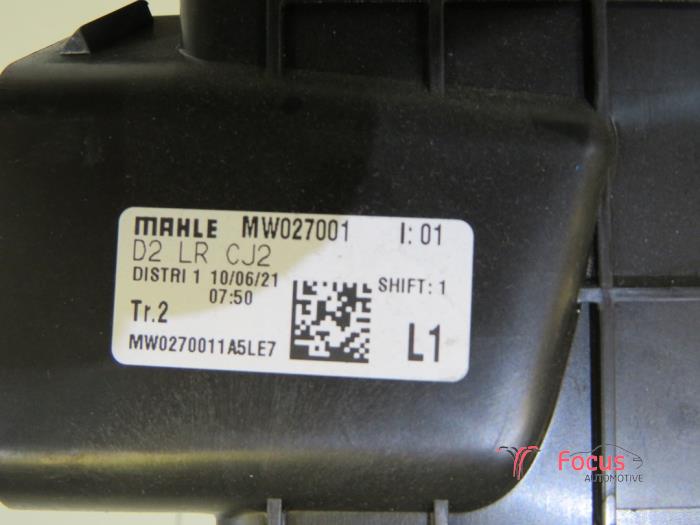 MAHLE MW027001 I: 01
D2 LR CJ2
DISTRI 1 10/06/21 SHIFT: 1
07:50
Tr.2
MW0270011A5LE7 L1
Focus
AUTOMOTIVE